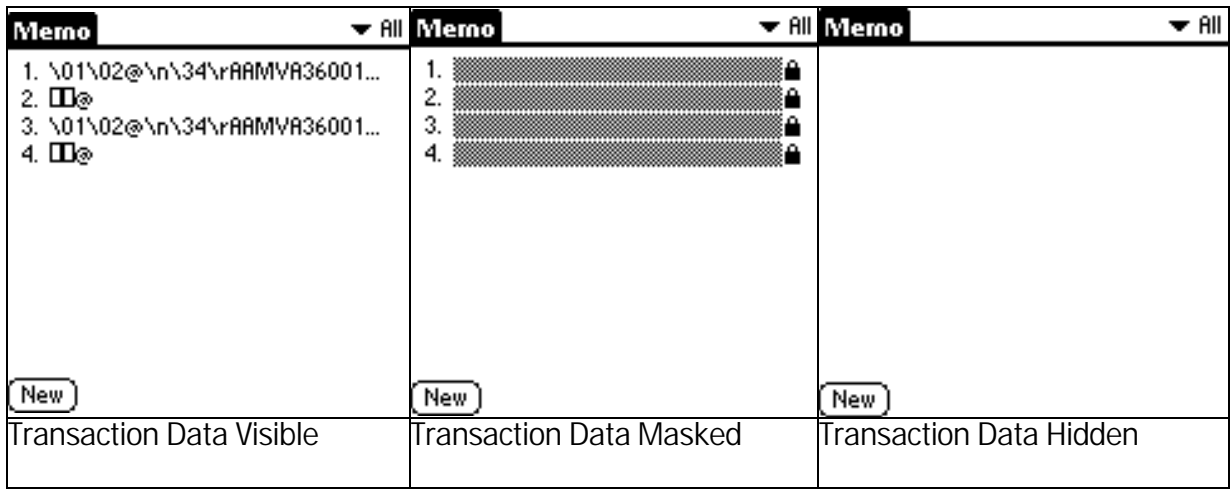 Memo ▼ All
1. \01\02@\n\34\rAAMVA36001...
2. □□@
3. \01\02@\n\34\rAAMVA36001...
4. □□@
New
Transaction Data Visible
Memo ▼ All
1.
2.
3.
4.
New
Transaction Data Masked
Memo ▼ All
New
Transaction Data Hidden